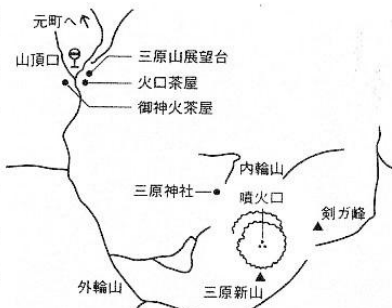 元町へ
山頂口
三原山展望台
火口茶屋
御神火茶屋
内輪山
三原神社
噴火口
剣ガ峰
外輪山
三原新山